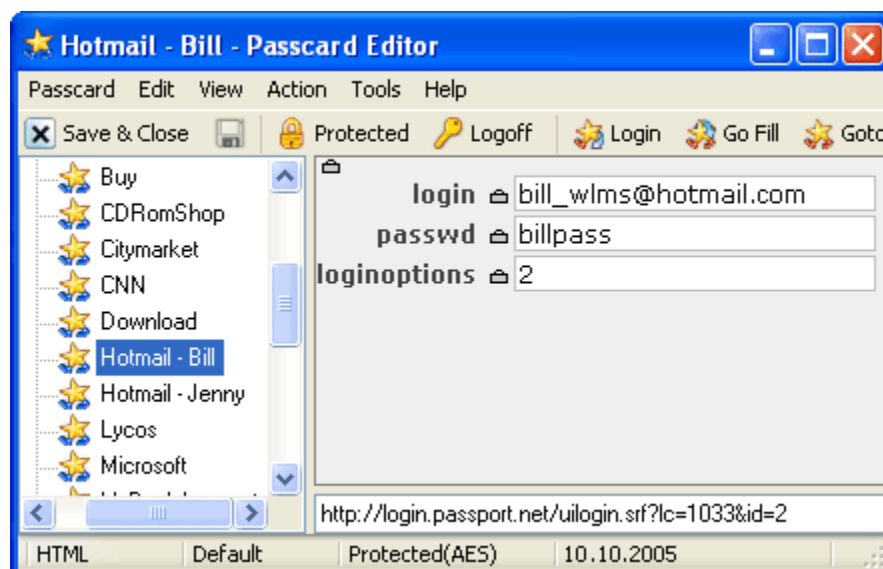 Hotmail - Bill - Passcard Editor
Passcard Edit View Action Tools Help
Save & Close Protected Logoff Login Go Fill Goto
Buy
CDRomShop
Citymarket
CNN
Download
Hotmail - Bill
Hotmail - Jenny
Lycos
Microsoft
login bill_wlms@hotmail.com
passwd billpass
loginoptions 2
http://login.passport.net/uilogin.srf?lc=1033&id=2
HTML Default Protected(AES) 10.10.2005